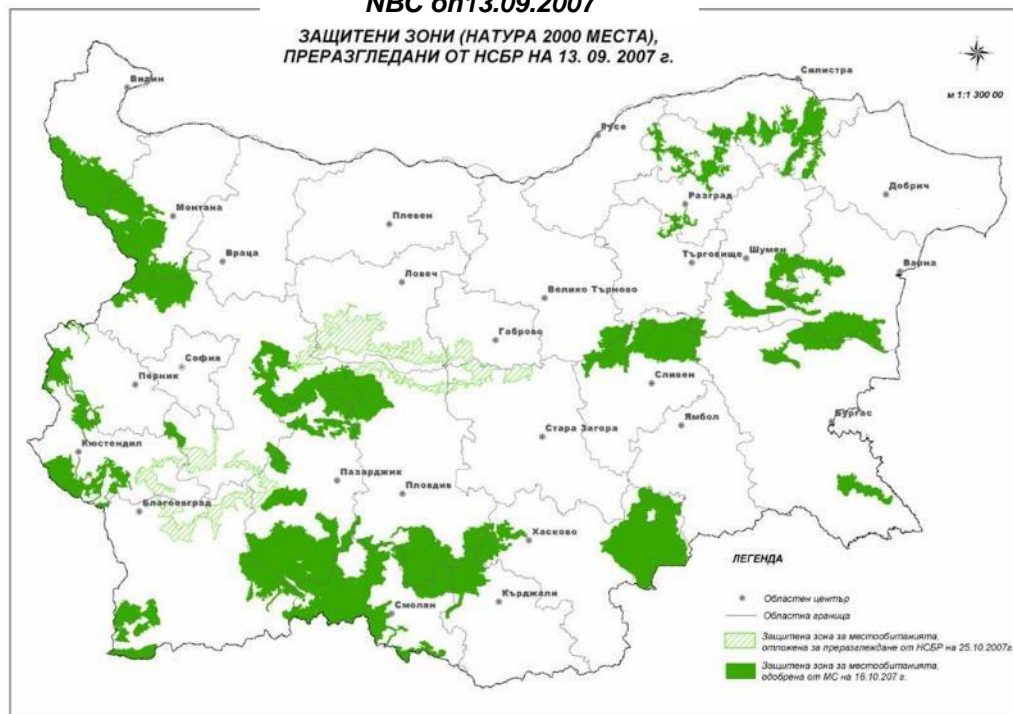 NBC on13.09.2007
ЗАЩИТЕНИ ЗОНИ (НАТУРА 2000 МЕСТА),
ПРЕРАЗГЛЕДАНИ ОТ НСБР НА 13. 09. 2007 г.
м 1:1 300 00
Видин
Силистра
Русе
Добрич
Монтана
Плевен
Разград
Враца
Ловеч
Търговище
Шумен
Варна
Велико Търново
Габрово
София
Перник
Сливен
Ямбол
Бургас
Кюстендил
Стара Загора
Пазарджик
Пловдив
Благоевград
Хасково
Смолян
Кърджали
ЛЕГЕНДА
Областен център
Областна граница
Защитена зона за местообитанията,
отложена за преразглеждане от НСБР на 25.10 2007г.
Защитена зона за местообитанията,
одобрена от МС на 16.10.207 г.